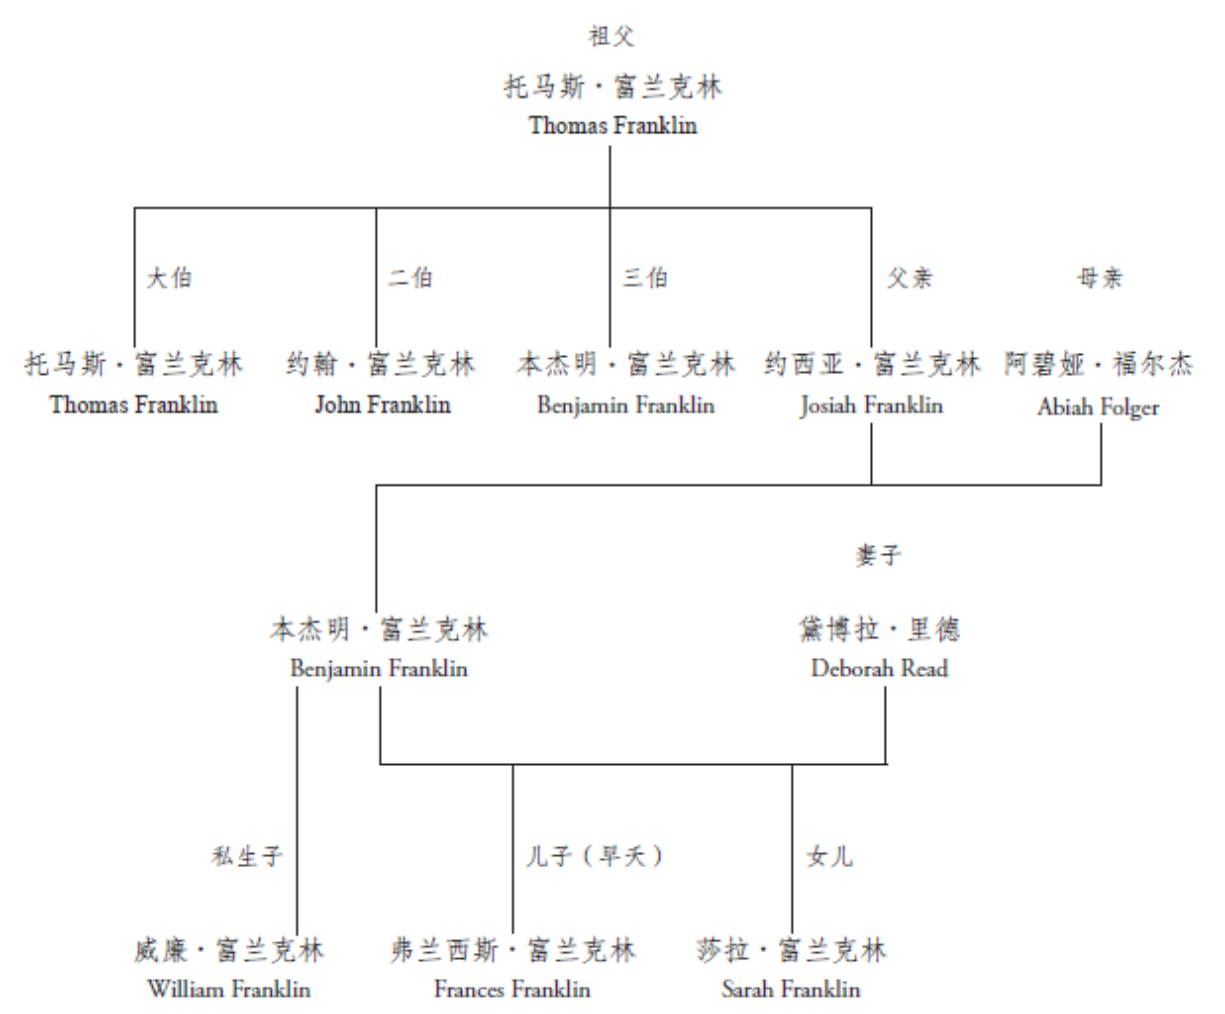 祖父
托马斯·富兰克林
Thomas Franklin
大伯
二伯
三伯
父亲
母亲
托马斯·富兰克林
约翰·富兰克林
本杰明·富兰克林
约西亚·富兰克林
阿碧娅·福尔杰
Thomas Franklin
John Franklin
Benjamin Franklin
Josiah Franklin
Abiah Folger
妻子
本杰明·富兰克林
黛博拉·里德
Benjamin Franklin
Deborah Read
私生子
儿子（早夭）
女儿
威廉·富兰克林
弗兰西斯·富兰克林
莎拉·富兰克林
William Franklin
Frances Franklin
Sarah Franklin